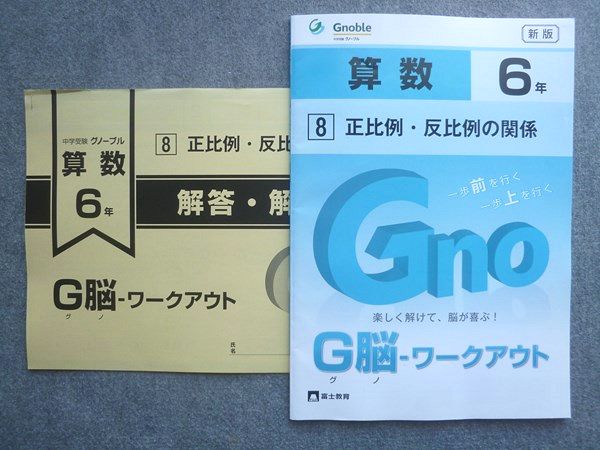 中学受験 グノーブル
算数
6年
8 正比例・反比
解答・解
G脳-ワークアウト
グ ノ
氏
名
Gnoble
中学受験 グノーブル
新版
算数 6年
8 正比例・反比例の関係
一歩前を行く
一歩上を行く
Gno
楽しく解けて、脳が喜ぶ!
G脳-ワークアウト
グ ノ
富士教育